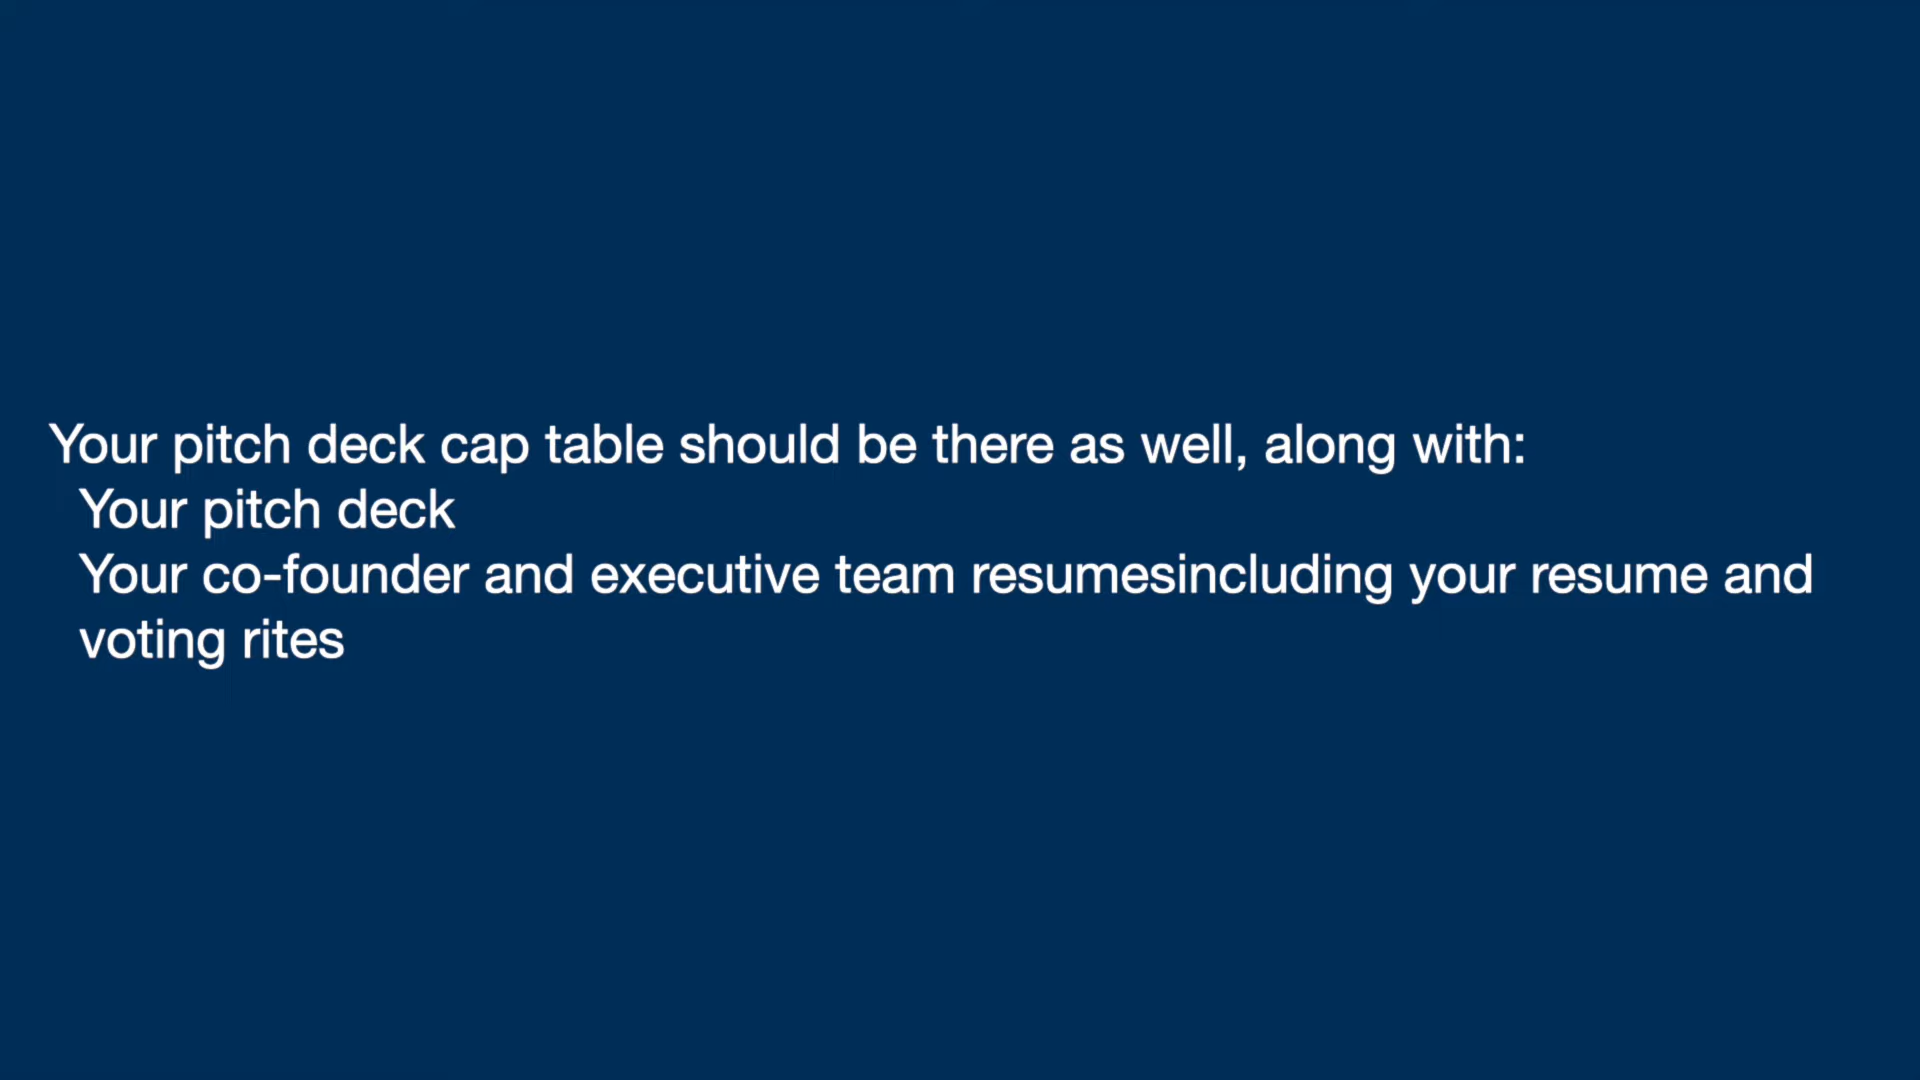 Your pitch deck cap table should be there as well, along with:
Your pitch deck
Your co-founder and executive team resumesincluding your resume and
voting rites